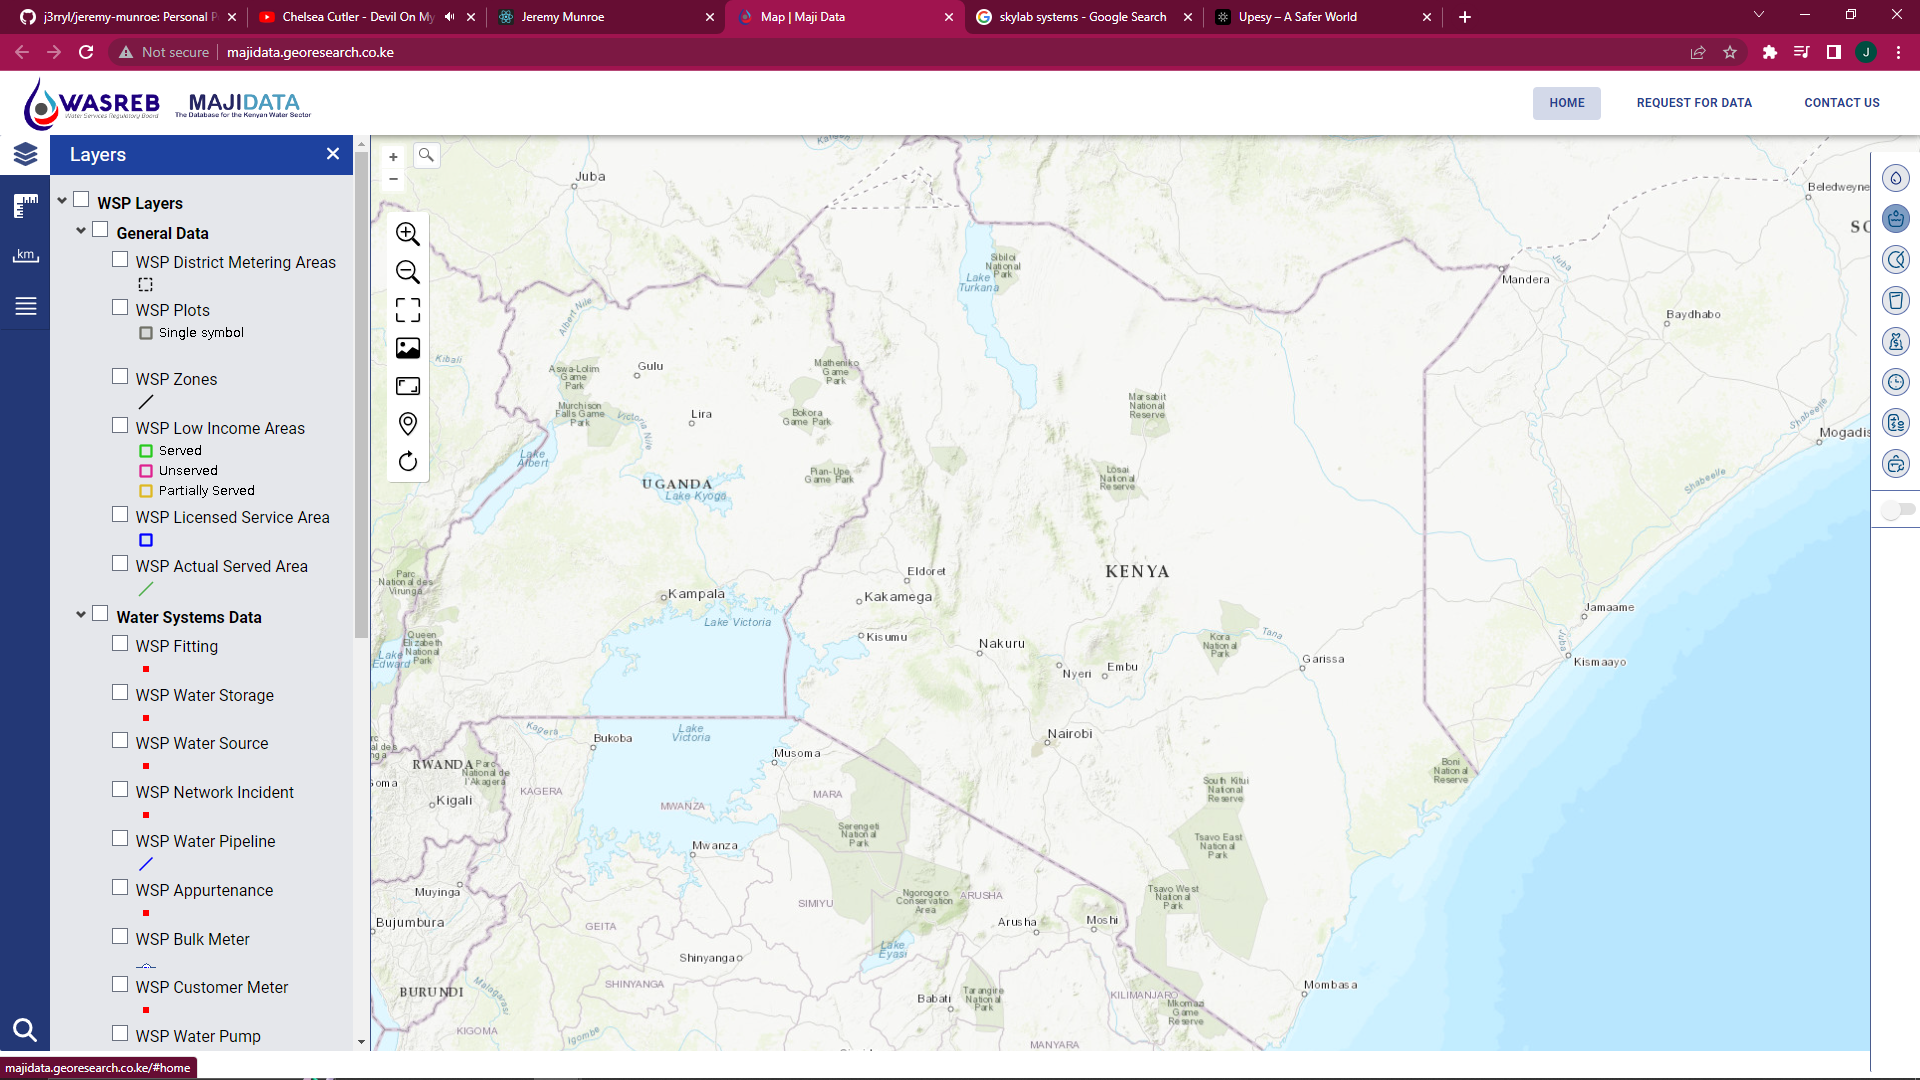 j3rryl/jeremy-munroe: Personal P
Chelsea Cutler - Devil On My
Jeremy Munroe
Map | Maji Data
skylab systems - Google Search
Upesy – A Safer World
Not secure
majidata.georesearch.co.ke
J
WASREB
Water Services Regulatory Board
MAJIDATA
The Database for the Kenyan Water Sector
HOME
REQUEST FOR DATA
CONTACT US
km
Layers
WSP Layers
General Data
WSP District Metering Areas
WSP Plots
Single symbol
WSP Zones
WSP Low Income Areas
Served
Unserved
Partially Served
WSP Licensed Service Area
WSP Actual Served Area
Water Systems Data
WSP Fitting
WSP Water Storage
WSP Water Source
WSP Network Incident
WSP Water Pipeline
WSP Appurtenance
WSP Bulk Meter
WSP Customer Meter
WSP Water Pump
majidata.georesearch.co.ke/#home
+
−
Juba
Beledweyne
SO
Sibiloi
National
Park
Lake
Turkana
Juba
Mandera
Baydhabo
Albert Nile
Kibali
Aswa-Lolim
Game
Park
Gulu
Matheniko
Game
Park
Murchison
Falls Game
Park
Victoria Nile
Lira
Bokora
Game Park
Marsabit
National
Reserve
Shabeelle
Mogadis
Lake
Albert
UGANDA
Lake Kyoga
Pian-Upe
Game Park
Losai
National
Reserve
Shabeelle
Parc
National des
Virunga
Eldoret
KENYA
Kampala
Kakamega
Lake Victoria
Jamaame
Queen
Elizabeth
National
Park
Lake
Edward
Kisumu
Nakuru
Kora
National
Park
Tana
Juba
Garissa
Kismaayo
Nyeri
Embu
Kagera
Bukoba
Lake
Victoria
Nairobi
Musoma
RWANDA
Parc
National de
l'Akagera
Boni
National
Reserve
oma
KAGERA
MARA
South Kitui
National
Reserve
Kigali
MWANZA
Serengeti
National
Park
Tsavo East
National
Park
Mwanza
Muyinga
Ngorogoro
Conservation
Area
ARUSHA
Tsavo West
National
Park
SIMIYU
Bujumbura
GEITA
Arusha
Moshi
Lake
Eyasi
Shinyanga
Malagarasi
SHINYANGA
BURUNDI
Babati
Tarangire
National
Park
KILIMANJARO
Mkomazi
Game
Reserve
Mombasa
KIGOMA
Igombe
MANYARA